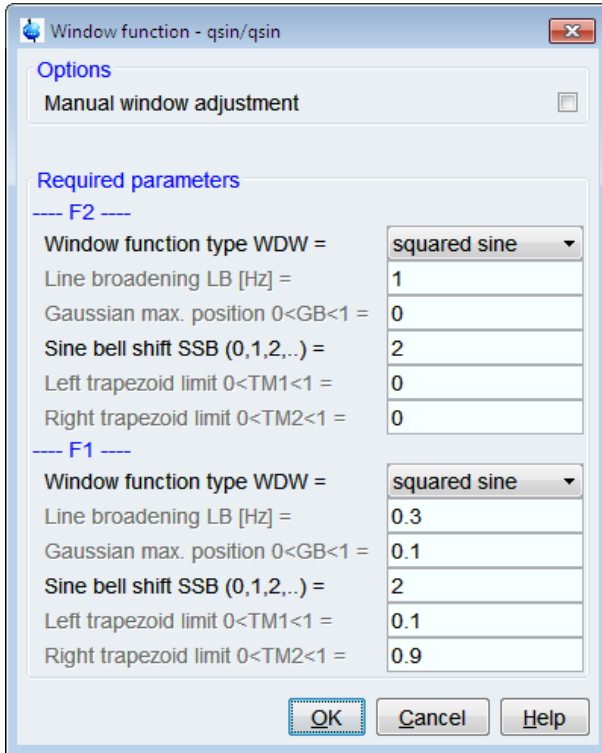 Window function - qsin/qsin
Options
Manual window adjustment
Required parameters
---- F2 ----
Window function type WDW = squared sine
Line broadening LB [Hz] = 1
Gaussian max. position 0<GB<1 = 0
Sine bell shift SSB (0,1,2,..) = 2
Left trapezoid limit 0<TM1<1 = 0
Right trapezoid limit 0<TM2<1 = 0
---- F1 ----
Window function type WDW = squared sine
Line broadening LB [Hz] = 0.3
Gaussian max. position 0<GB<1 = 0.1
Sine bell shift SSB (0,1,2,..) = 2
Left trapezoid limit 0<TM1<1 = 0.1
Right trapezoid limit 0<TM2<1 = 0.9
OK Cancel Help